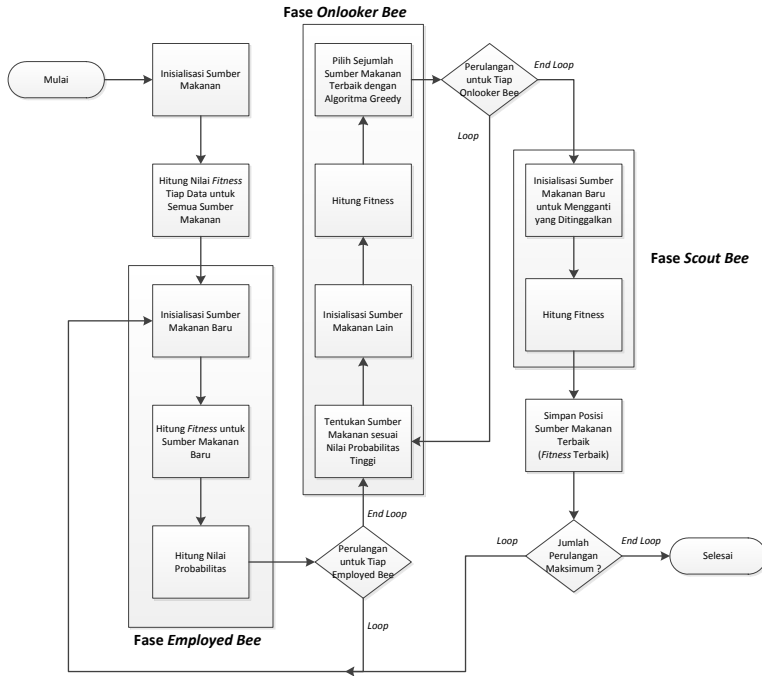 Mulai
Inisialisasi Sumber
Makanan
Hitung Nilai Fitness
Tiap Data untuk
Semua Sumber
Makanan
Inisialisasi Sumber
Makanan Baru
Hitung Fitness untuk
Sumber Makanan
Baru
Hitung Nilai
Probabilitas
Fase Employed Bee
Perulangan
untuk Tiap
Employed Bee
Loop
End Loop
Fase Onlooker Bee
Tentukan Sumber
Makanan sesuai
Nilai Probabilitas
Tinggi
Inisialisasi Sumber
Makanan Lain
Hitung Fitness
Pilih Sejumlah
Sumber Makanan
Terbaik dengan
Algoritma Greedy
Perulangan
untuk Tiap
Onlooker Bee
End Loop
Loop
Inisialisasi Sumber
Makanan Baru
untuk Mengganti
yang Ditinggalkan
Hitung Fitness
Fase Scout Bee
Simpan Posisi
Sumber Makanan
Terbaik
(Fitness Terbaik)
Jumlah
Perulangan
Maksimum ?
Loop
End Loop
Selesai